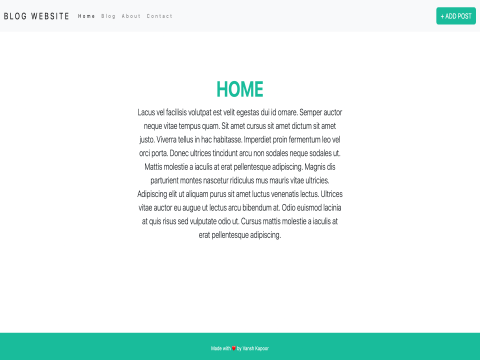 BLOG WEBSITE
Home
Blog
About
Contact
+ ADD POST
HOME
Lacus vel facilisis volutpat est velit egestas dui id ornare. Semper auctor
neque vitae tempus quam. Sit amet cursus sit amet dictum sit amet
justo. Viverra tellus in hac habitasse. Imperdiet proin fermentum leo vel
orci porta. Donec ultrices tincidunt arcu non sodales neque sodales ut.
Mattis molestie a iaculis at erat pellentesque adipiscing. Magnis dis
parturient montes nascetur ridiculus mus mauris vitae ultricies.
Adipiscing elit ut aliquam purus sit amet luctus venenatis lectus. Ultrices
vitae auctor eu augue ut lectus arcu bibendum at. Odio euismod lacinia
at quis risus sed vulputate odio ut. Cursus mattis molestie a iaculis at
erat pellentesque adipiscing.
Made with ❤️ by Vansh Kapoor